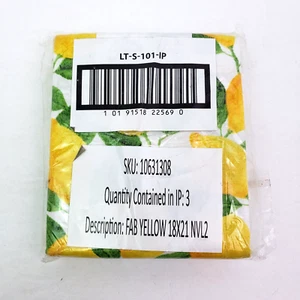 LT-S-101-IP
1 01 91518 22569 0
SKU: 10631308
Quantity Contained in IP: 3
Description: FAB YELLOW 18X21 NVL2